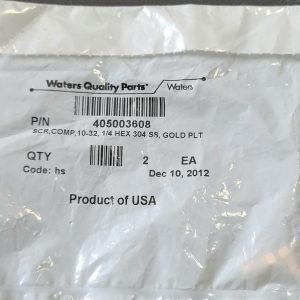 Waters Quality Parts™ Waters
P/N 405003608
SCR,COMP,10-32, 1/4 HEX 304 SS, GOLD PLT
QTY 2 EA
Code: hs Dec 10, 2012
Product of USA